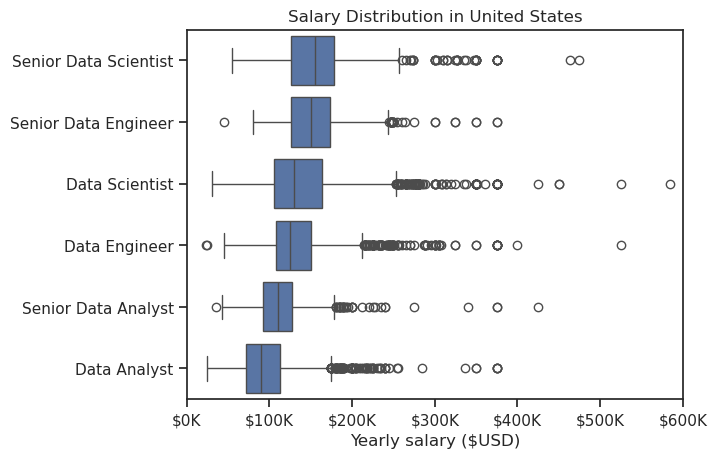 Salary Distribution in United States
Senior Data Scientist
Senior Data Engineer
Data Scientist
Data Engineer
Senior Data Analyst
Data Analyst
$0K $100K $200K $300K $400K $500K $600K
Yearly salary ($USD)